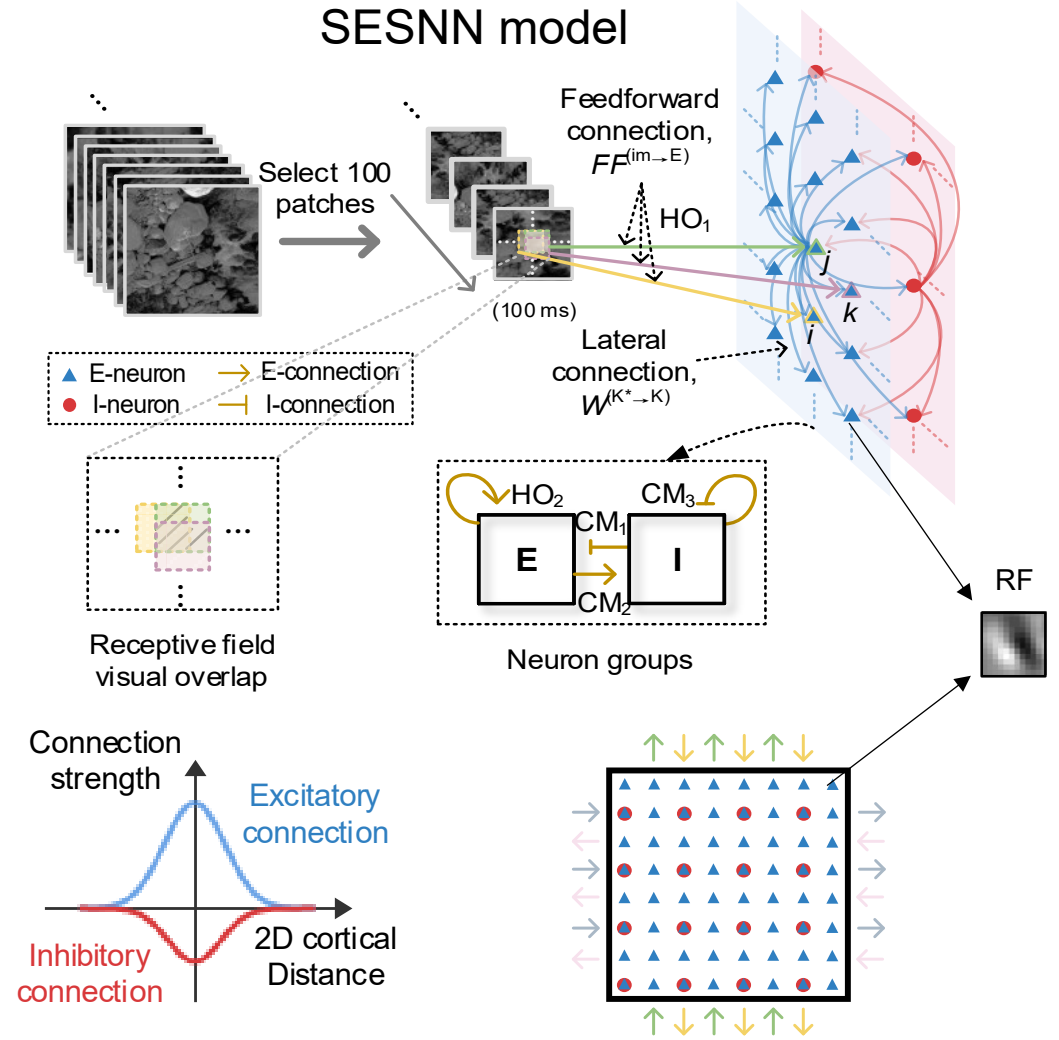 SESNN model
Feedforward
connection,
FF(im→E)
Select 100
patches
HO1
(100 ms)
j
k
i
Lateral
connection,
W(K*→K)
E-neuron
E-connection
I-neuron
I-connection
HO2
CM3
CM1
E
I
CM2
Neuron groups
RF
Receptive field
visual overlap
Connection
strength
Excitatory
connection
2D cortical
Distance
Inhibitory
connection